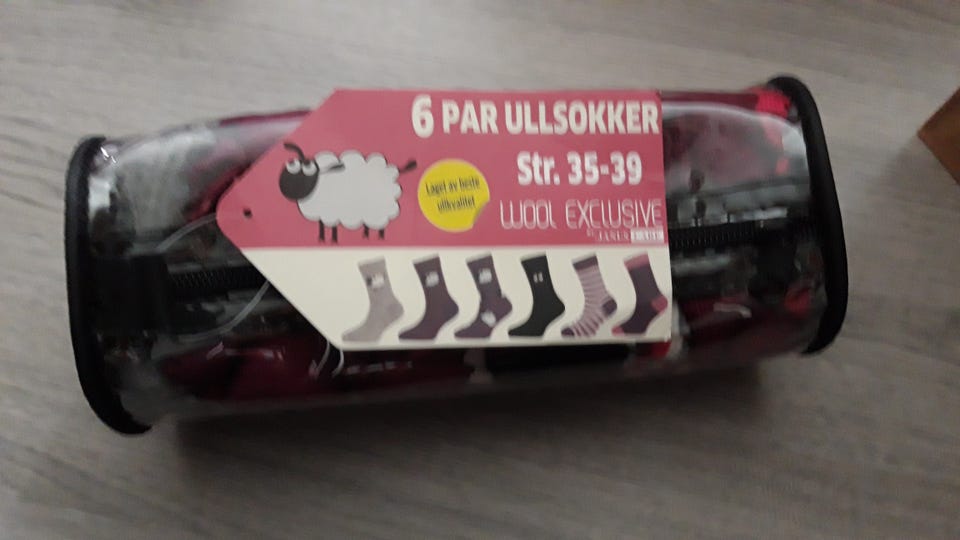 6 PAR ULLSOKKER
Str. 35-39
Laget av beste
ullkvalitet
WOOL EXCLUSIVE